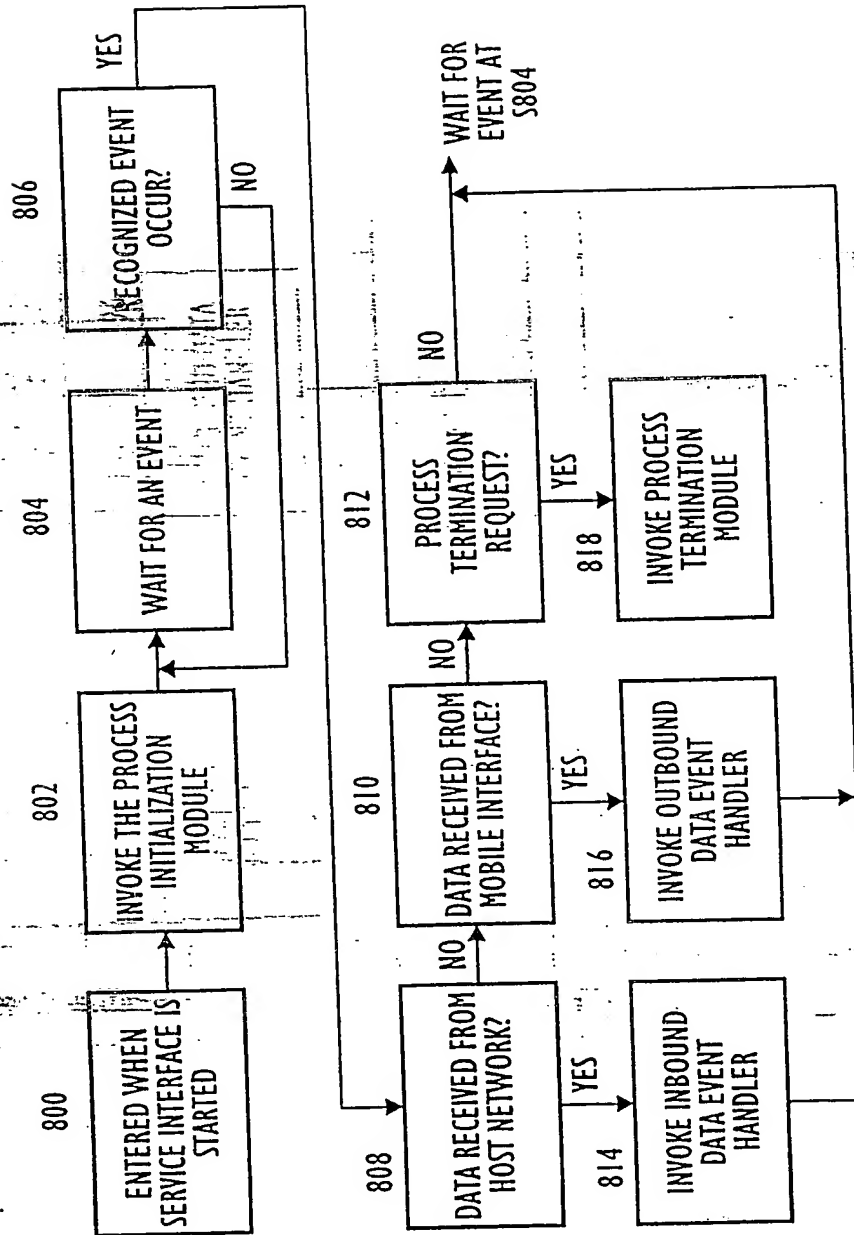 800
ENTERED WHEN
SERVICE INTERFACE IS
STARTED
802
INVOKE THE PROCESS
INITIALIZATION
MODULE
804
WAIT FOR AN EVENT
806
RECOGNIZED EVENT
OCCUR?
YES
NO
808
DATA RECEIVED FROM
HOST NETWORK?
NO
YES
810
DATA RECEIVED FROM
MOBILE INTERFACE?
NO
YES
812
PROCESS
TERMINATION
REQUEST?
NO
YES
WAIT FOR
EVENT AT
S804
814
INVOKE INBOUND
DATA EVENT
HANDLER
816
INVOKE OUTBOUND
DATA EVENT
HANDLER
818
INVOKE PROCESS
TERMINATION
MODULE